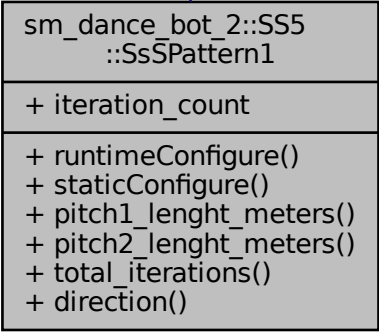 sm_dance_bot_2::SS5
::SsSPattern1
+ iteration_count
+ runtimeConfigure()
+ staticConfigure()
+ pitch1_lenght_meters()
+ pitch2_lenght_meters()
+ total_iterations()
+ direction()